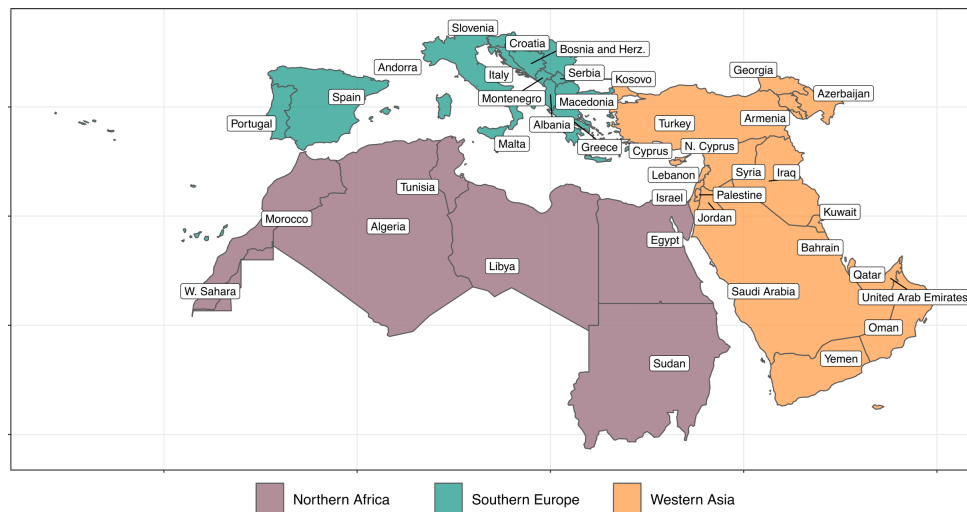 Slovenia
Croatia
Bosnia and Herz.
Andorra
Italy
Serbia
Kosovo
Georgia
Spain
Montenegro
Macedonia
Azerbaijan
Portugal
Albania
Turkey
Armenia
Malta
Greece
Cyprus
N. Cyprus
Tunisia
Lebanon
Syria
Iraq
Israel
Palestine
Morocco
Algeria
Jordan
Kuwait
Egypt
Bahrain
Libya
Qatar
W. Sahara
Saudi Arabia
United Arab Emirates
Oman
Sudan
Yemen
Northern Africa
Southern Europe
Western Asia